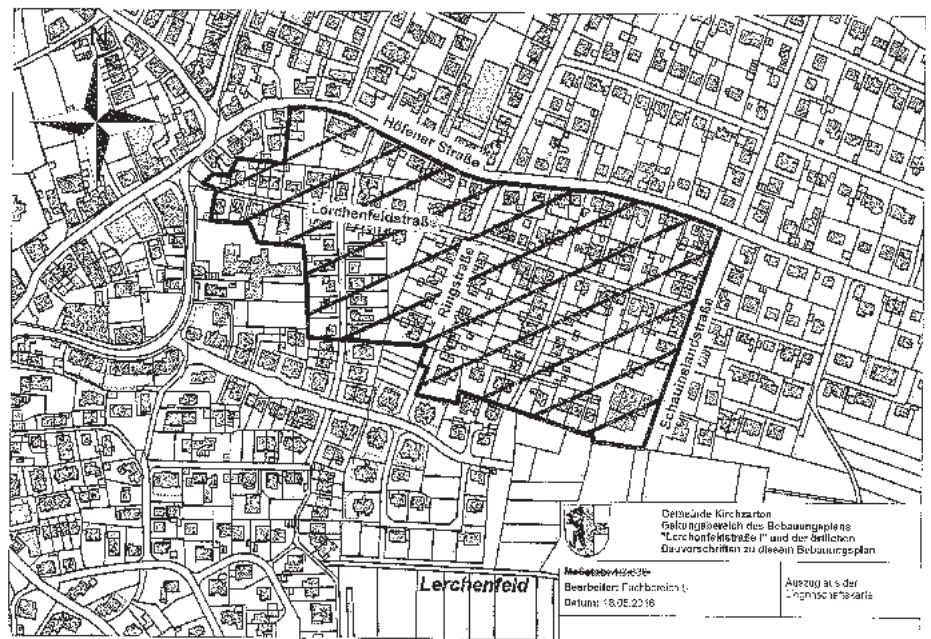 N
Höfener Straße
Lerchenfeldstraße
Ringstraße
Schauinslandstraße
Lerchenfeld
Gemeinde Kirchzarten
Geltungsbereich des Bebauungsplans
"Lerchenfeldstraße I" und der örtlichen
Bauvorschriften zu diesem Bebauungsplan
Bearbeiter: Fachbereich
Datum: 18.05.2016
Auszug aus der
Liegenschaftskarte